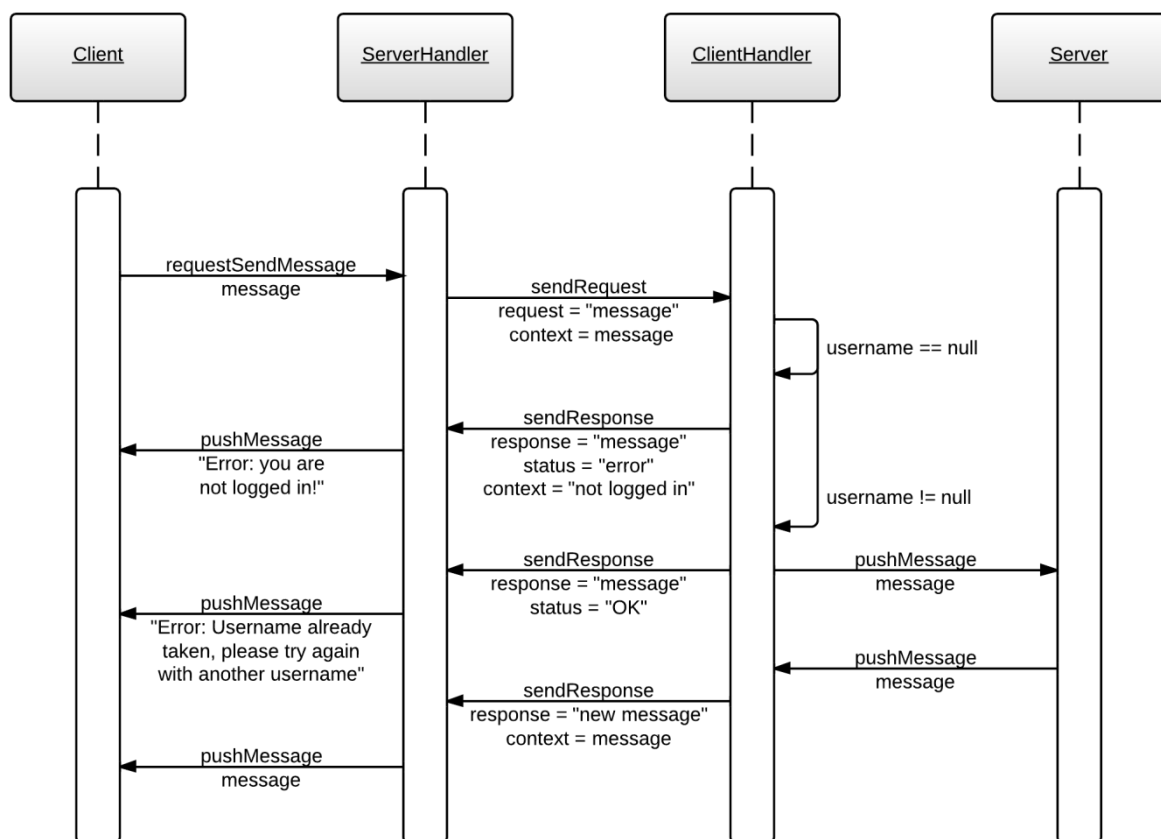 Client
ServerHandler
ClientHandler
Server
requestSendMessage
message
sendRequest
request = "message"
context = message
username == null
sendResponse
response = "message"
status = "error"
context = "not logged in"
pushMessage
"Error: you are
not logged in!"
username != null
sendResponse
response = "message"
status = "OK"
pushMessage
message
pushMessage
"Error: Username already
taken, please try again
with another username"
pushMessage
message
sendResponse
response = "new message"
context = message
pushMessage
message